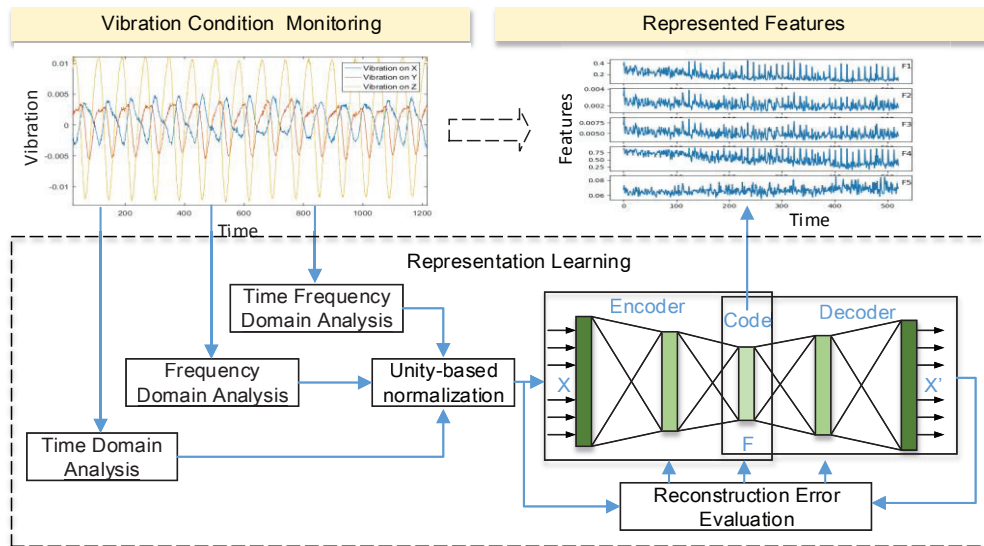 Vibration Condition Monitoring
Represented Features
0.01
0.005
0
-0.005
-0.01
Vibration
Vibration on X
Vibration on Y
Vibration on Z
200
400
600
800
1000
1200
Time
Features
0.4
0.2
F1
0.004
0.002
F2
0.0075
0.0050
F3
0.75
0.50
F4
0.08
0.06
F5
0
100
200
300
400
500
Time
Representation Learning
Time Frequency
Domain Analysis
Frequency
Domain Analysis
Time Domain
Analysis
Unity-based
normalization
Encoder
Code
Decoder
X
X'
F
Reconstruction Error
Evaluation